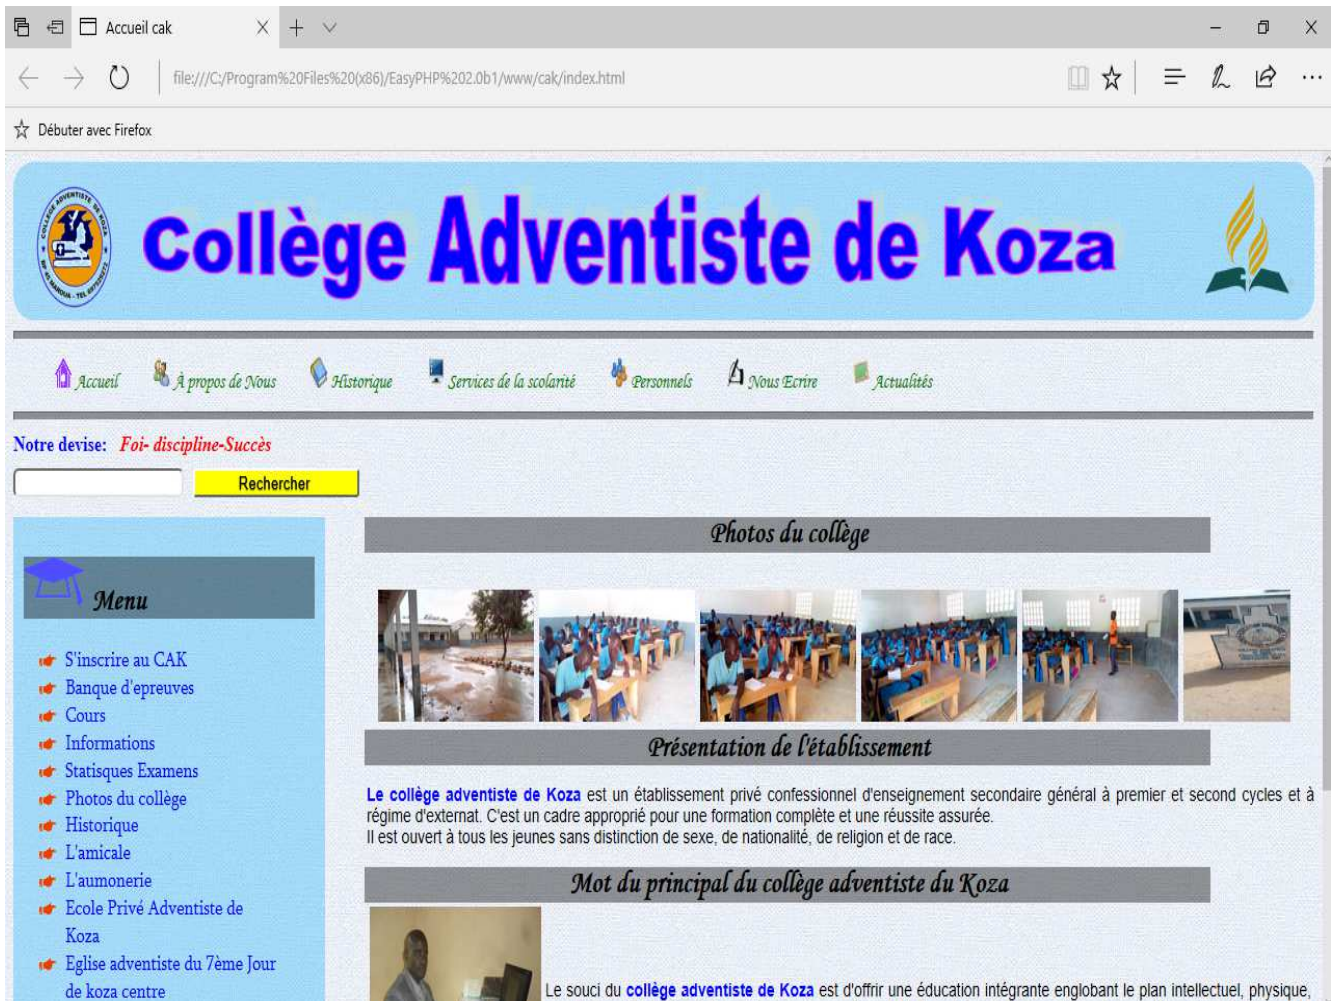 Accueil cak
file:///C:/Program%20Files%20(x86)/EasyPHP%202.0b1/www/cak/index.html
Débuter avec Firefox
COLLEGE ADVENTISTE DE KOZA
Collège Adventiste de Koza
Accueil À propos de Nous Historique Services de la scolarité Personnels Nous Ecrire Actualités
Notre devise: Foi- discipline-Succès
Rechercher
Menu
S'inscrire au CAK
Banque d'epreuves
Cours
Informations
Statisques Examens
Photos du collège
Historique
L'amicale
L'aumonerie
Ecole Privé Adventiste de
Koza
Eglise adventiste du 7ème Jour
de koza centre
Photos du collège
Présentation de l'établissement
Le collège adventiste de Koza est un établissement privé confessionnel d'enseignement secondaire général à premier et second cycles et à
régime d'externat. C'est un cadre approprié pour une formation complète et une réussite assurée.
Il est ouvert à tous les jeunes sans distinction de sexe, de nationalité, de religion et de race.
Mot du principal du collège adventiste du Koza
Le souci du collège adventiste de Koza est d'offrir une éducation intégrante englobant le plan intellectuel, physique,